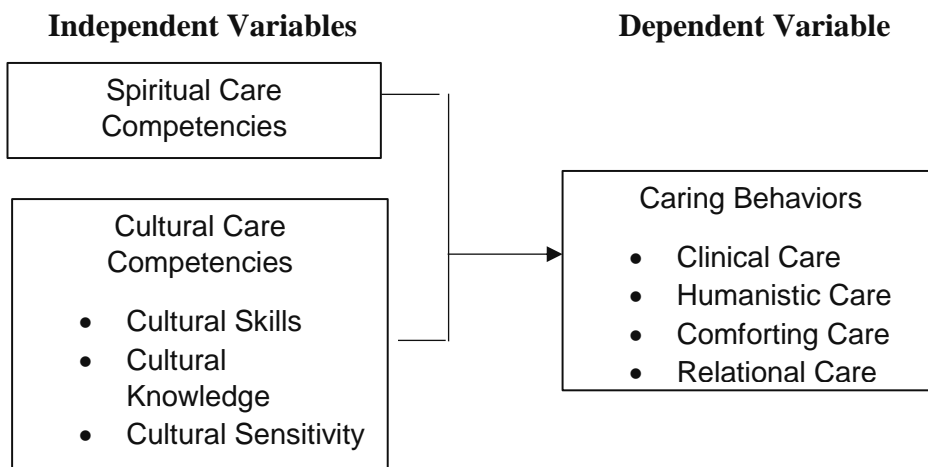 Independent Variables
Dependent Variable
Spiritual Care
Competencies
Cultural Care
Competencies
• Cultural Skills
• Cultural
Knowledge
• Cultural Sensitivity
Caring Behaviors
• Clinical Care
• Humanistic Care
• Comforting Care
• Relational Care